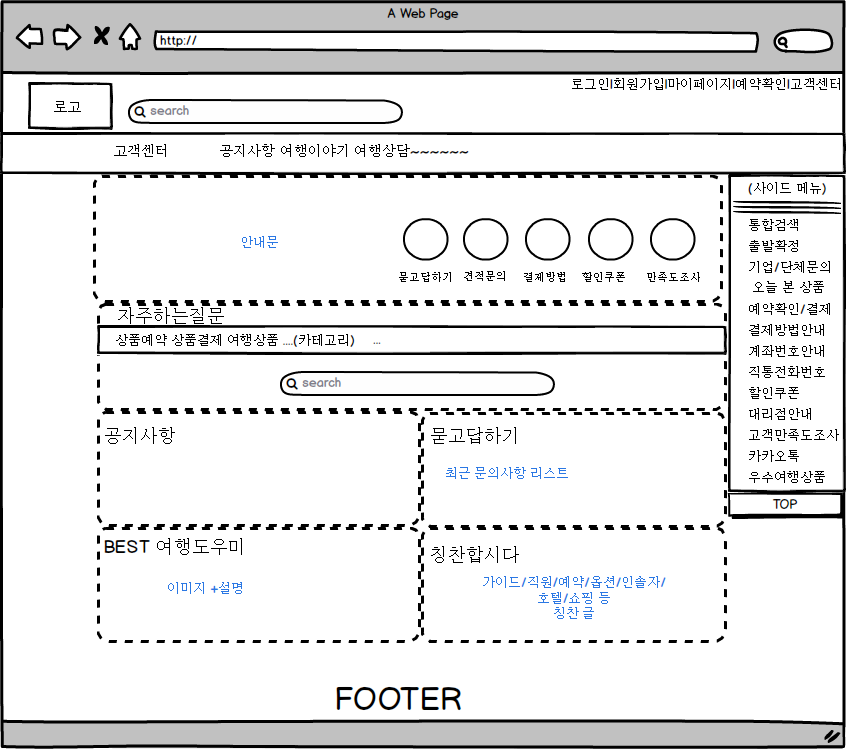 A Web Page
http://
로그인|회원가입|마이페이지|예약확인|고객센터
로고
search
고객센터 공지사항 여행이야기 여행상담~~~~~~
안내문
묻고답하기 견적문의 결제방법 할인쿠폰 만족도조사
자주하는질문
상품예약 상품결제 여행상품 ....(카테고리) ...
search
공지사항
묻고답하기
최근 문의사항 리스트
BEST 여행도우미
이미지 +설명
칭찬합시다
가이드/직원/예약/옵션/인솔자/
호텔/쇼핑 등
칭찬 글
(사이드 메뉴)
통합검색
출발확정
기업/단체문의
오늘 본 상품
예약확인/결제
결제방법안내
계좌번호안내
직통전화번호
할인쿠폰
대리점안내
고객만족도조사
카카오톡
우수여행상품
TOP
FOOTER